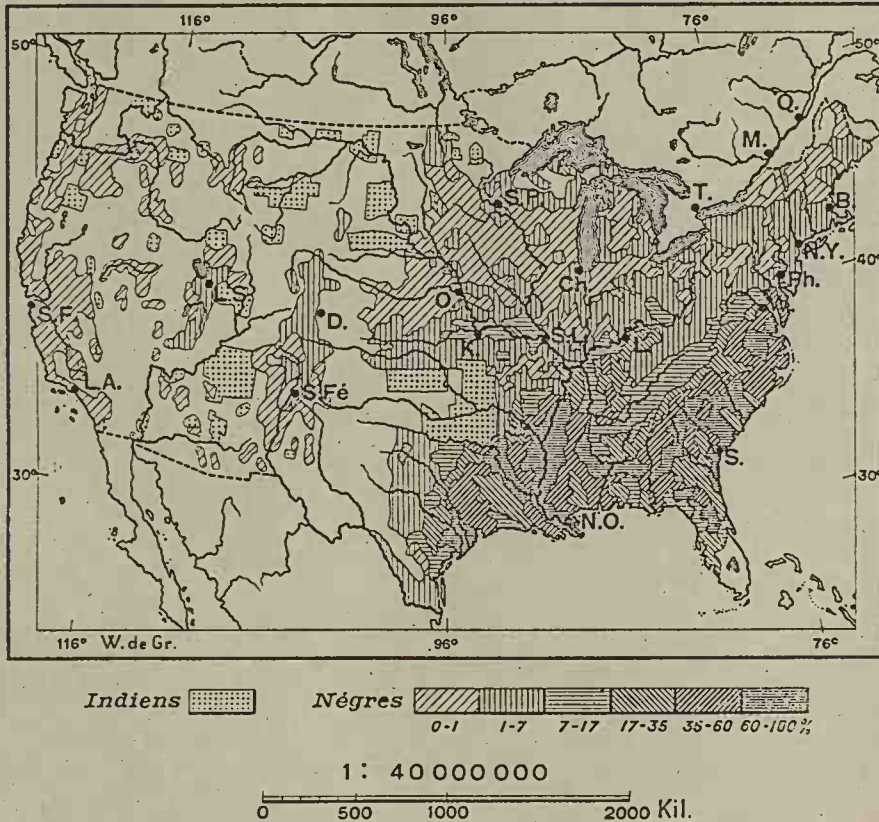 116° 96° 76°
50° 50°
Q.
M.
S.P. T.
B.
N.Y.
40°
Ch. Ph.
O.
L.
S.F. D.
K. S.L. L.
A. S.Fé
30° S. 30°
N.O.
116° W. de Gr. 96° 76°
Indiens Négres
0-1 1-7 7-17 17-35 35-60 60-100%
1: 40 000 000
0 500 1000 2000 Kil.